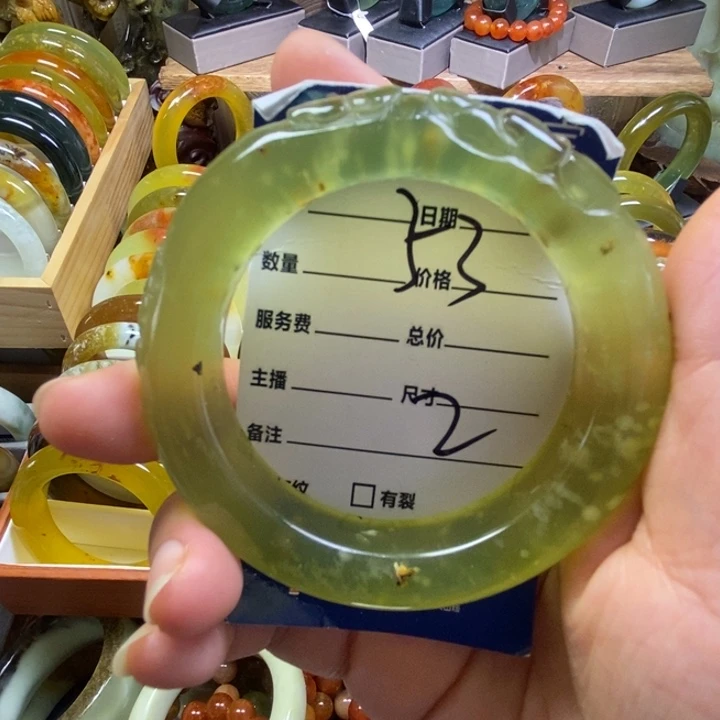 日期
数量 价格
服务费 总价
主播 尺寸
备注
纹 □有裂